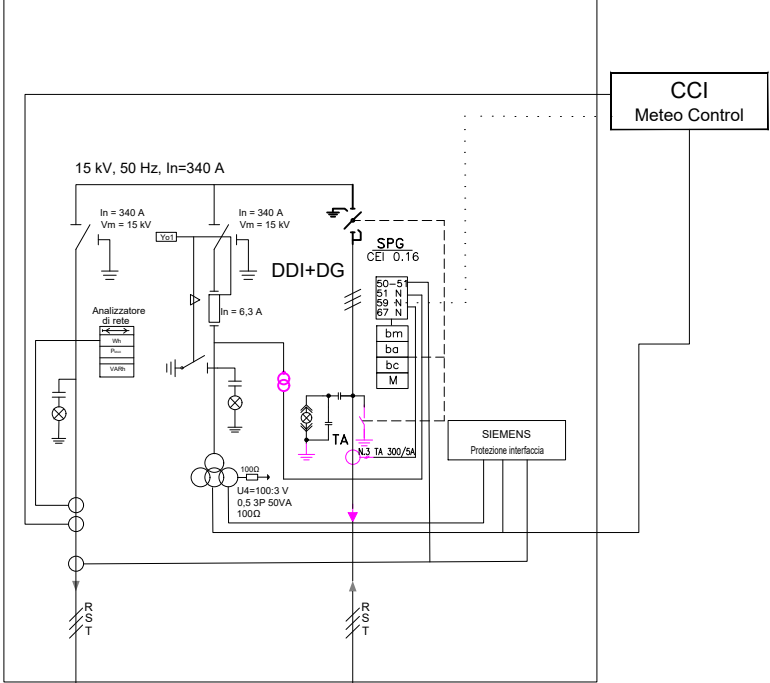 CCI
Meteo Control
15 kV, 50 Hz, In=340 A
In = 340 A
Vm = 15 kV
In = 340 A
Vm = 15 kV
Yo1
SPG
CEI 0.16
DDI+DG
50-51
51 N
59 N
67 N
In = 6,3 A
Analizzatore
di rete
Wh
VARh
bm
ba
bc
M
TA
N.3 TA 300/5A
SIEMENS
Protezione interfaccia
100Ω
U4=100:3 V
0,5 3P 50VA
100Ω
R
S
T
R
S
T